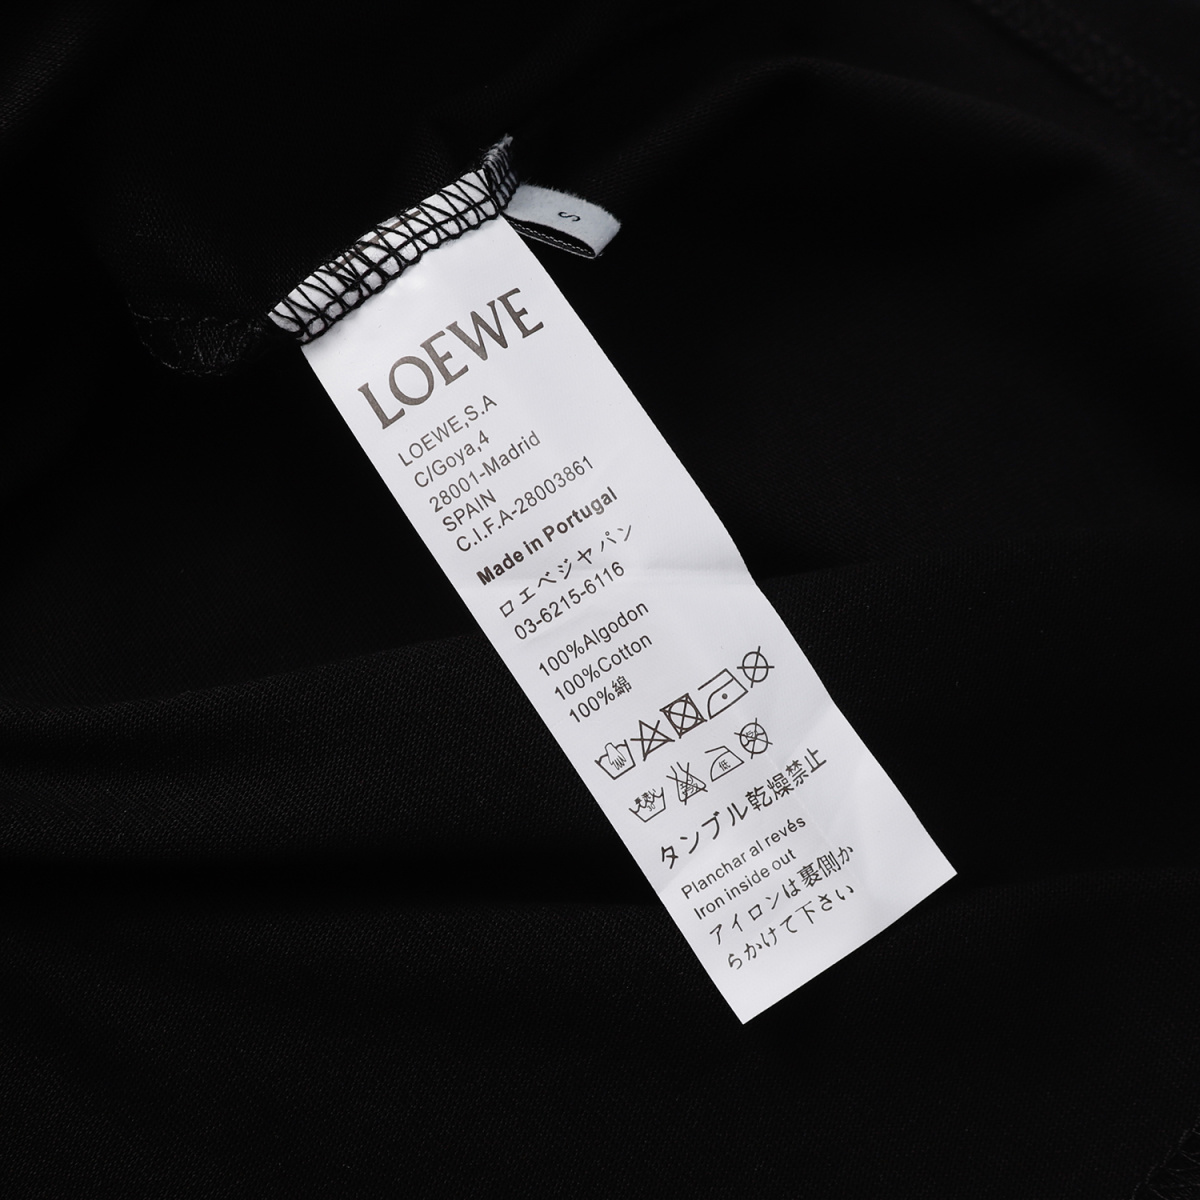 S
LOEWE
LOEWE,S.A
C/Goya,4
28001-Madrid
SPAIN
C.I.F.A-28003861
Made in Portugal
ロエベジャパン
03-6215-6116
100%Algodon
100%Cotton
100%綿
低
タンブル乾燥禁止
Planchar al revés
Iron inside out
アイロンは裏側か
らかけて下さい